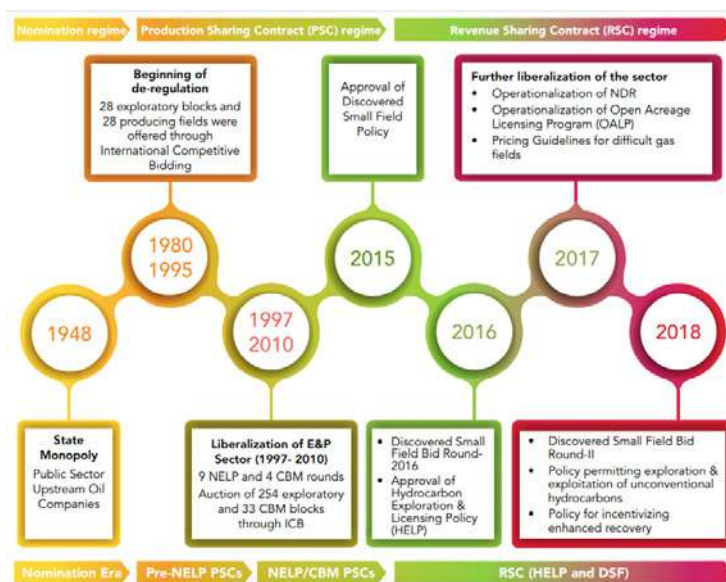 Nomination regime
Production Sharing Contract (PSC) regime
Revenue Sharing Contract (RSC) regime
Beginning of
de-regulation
28 exploratory blocks and
28 producing fields were
offered through
International Competitive
Bidding
Approval of
Discovered
Small Field
Policy
Further liberalization of the sector
• Operationalization of NDR
• Operationalization of Open Acreage
Licensing Program (OALP)
• Pricing Guidelines for difficult gas
fields
1980
1995
2015
2017
1948
1997
2010
2016
2018
State
Monopoly
Public Sector
Upstream Oil
Companies
Liberalization of E&P
Sector (1997- 2010)
9 NELP and 4 CBM rounds
Auction of 254 exploratory
and 33 CBM blocks
through ICB
• Discovered Small
Field Bid Round-
2016
• Approval of
Hydrocarbon
Exploration &
Licensing Policy
(HELP)
• Discovered Small Field Bid
Round-II
• Policy permitting exploration &
exploitation of unconventional
hydrocarbons
• Policy for incentivizing
enhanced recovery
Nomination Era
Pre-NELP PSCs
NELP/CBM PSCs
RSC (HELP and DSF)